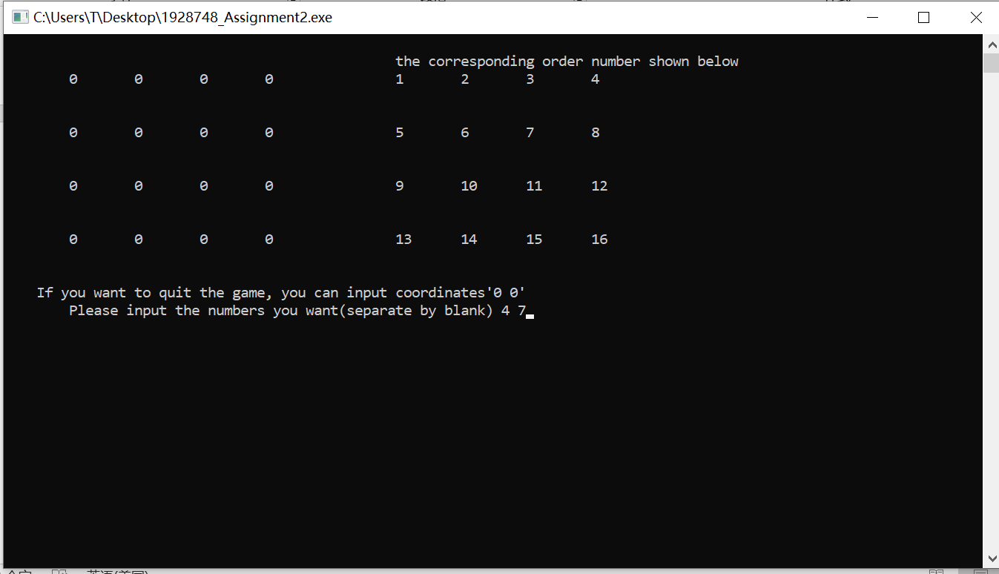 C:\Users\T\Desktop\1928748_Assignment2.exe
the corresponding order number shown below
0 0 0 0 1 2 3 4
0 0 0 0 5 6 7 8
0 0 0 0 9 10 11 12
0 0 0 0 13 14 15 16
If you want to quit the game, you can input coordinates'0 0'
Please input the numbers you want(separate by blank) 4 7